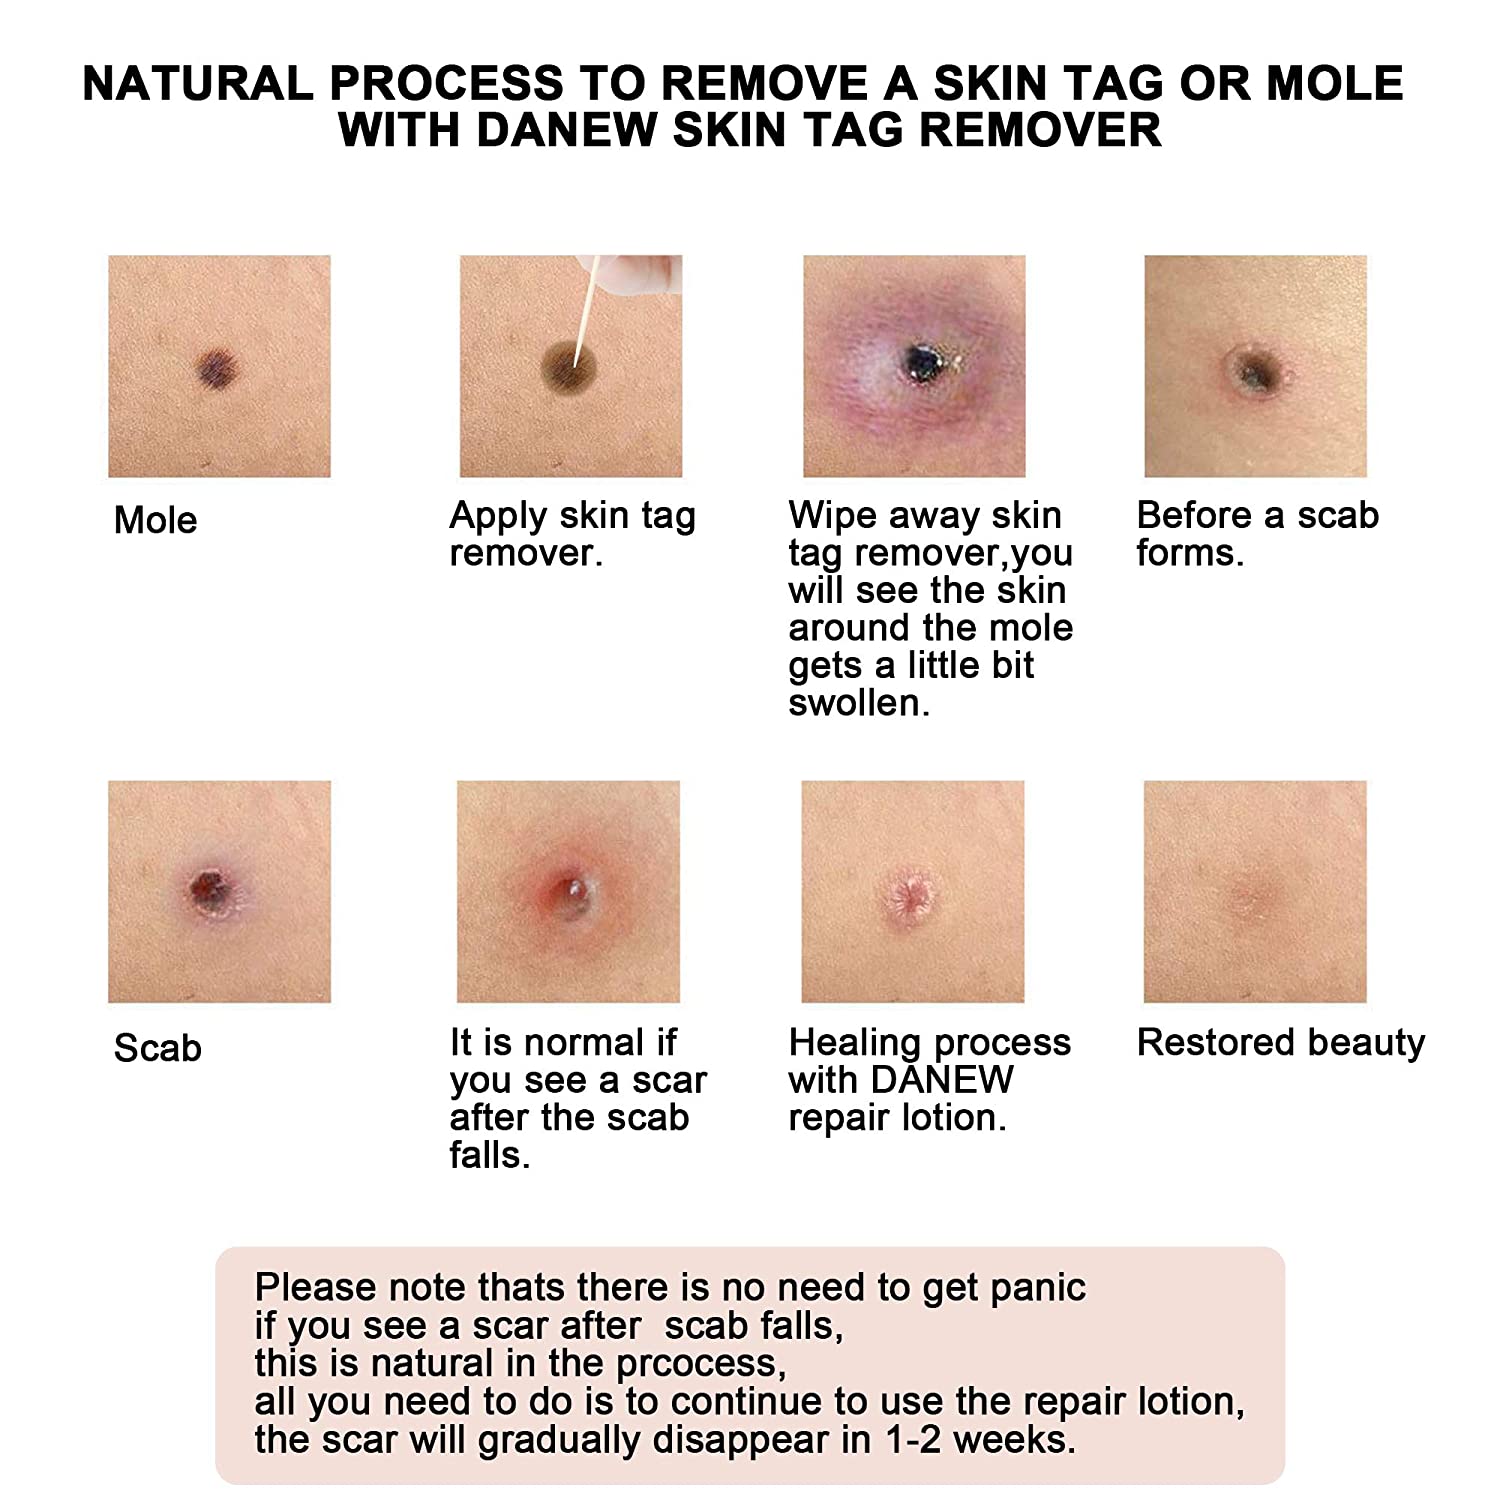 NATURAL PROCESS TO REMOVE A SKIN TAG OR MOLE
WITH DANEW SKIN TAG REMOVER
Mole
Apply skin tag
remover.
Wipe away skin
tag remover,you
will see the skin
around the mole
gets a little bit
swollen.
Before a scab
forms.
Scab
It is normal if
you see a scar
after the scab
falls.
Healing process
with DANEW
repair lotion.
Restored beauty
Please note thats there is no need to get panic
if you see a scar after  scab falls,
this is natural in the prcocess,
all you need to do is to continue to use the repair lotion,
the scar will gradually disappear in 1-2 weeks.